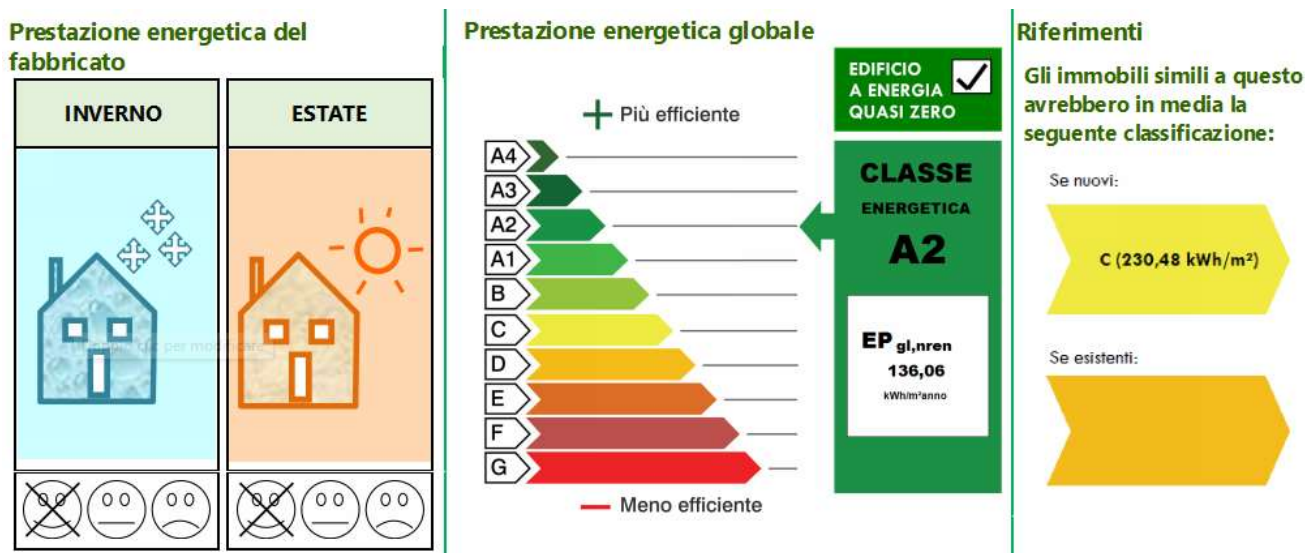 Prestazione energetica del
fabbricato
INVERNO
ESTATE
Prestazione energetica globale
Più efficiente
A4
A3
A2
A1
B
C
D
E
F
G
Meno efficiente
EDIFICIO
A ENERGIA
QUASI ZERO
CLASSE
ENERGETICA
A2
EP gl,nren
136,06
kWh/m²anno
Riferimenti
Gli immobili simili a questo
avrebbero in media la
seguente classificazione:
Se nuovi:
C (230,48 kWh/m²)
Se esistenti: